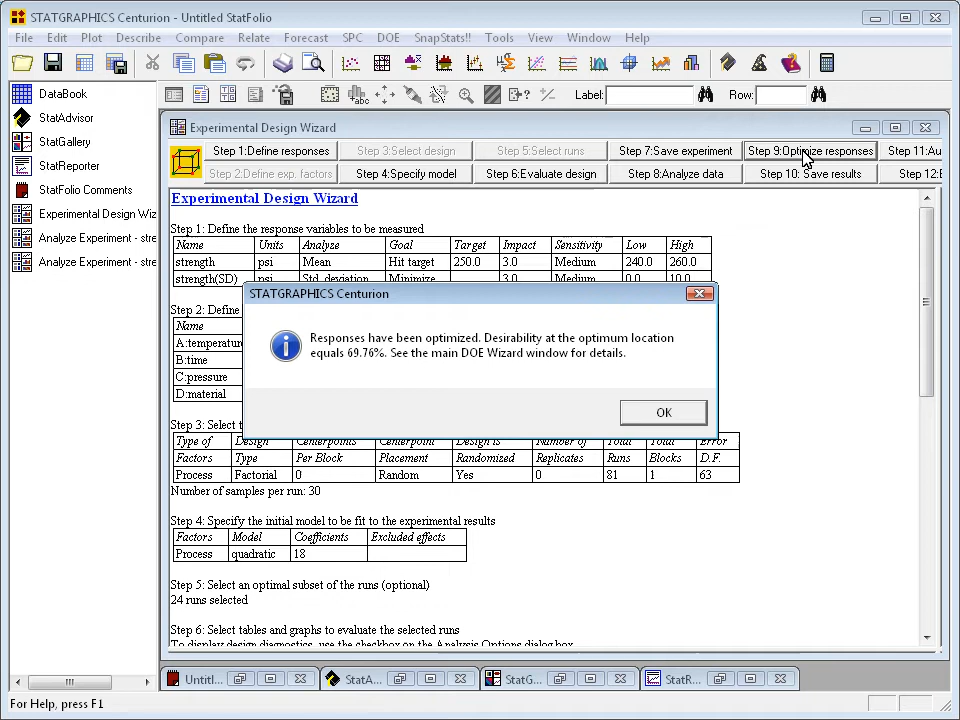 STATGRAPHICS Centurion - Untitled StatFolio
File Edit Plot Describe Compare Relate Forecast SPC DOE SnapStats!! Tools View Window Help
Label: Row:
DataBook
StatAdvisor
StatGallery
StatReporter
StatFolio Comments
Experimental Design Wiz
Analyze Experiment - stre
Analyze Experiment - stre
Experimental Design Wizard
Step 1:Define responses Step 3:Select design Step 5:Select runs Step 7:Save experiment Step 9:Optimize responses Step 11:Au
Step 2:Define exp. factors Step 4:Specify model Step 6:Evaluate design Step 8:Analyze data Step 10: Save results Step 12:E
Experimental Design Wizard
Step 1: Define the response variables to be measured
Name Units Analyze Goal Target Impact Sensitivity Low High
strength psi Mean Hit target 250.0 3.0 Medium 240.0 260.0
strength(SD) psi Std. deviation Minimize 3.0 Medium 0.0 10.0
Step 2: Define
Name
A:temperature
B:time
C:pressure
D:material
STATGRAPHICS Centurion
Responses have been optimized. Desirability at the optimum location
equals 69.76%. See the main DOE Wizard window for details.
OK
Step 3: Select t
Type of Design Centerpoints Centerpoint Design is Number of Total Total Error
Factors Type Per Block Placement Randomized Replicates Runs Blocks D.F.
Process Factorial 0 Random Yes 0 81 1 63
Number of samples per run: 30
Step 4: Specify the initial model to be fit to the experimental results
Factors Model Coefficients Excluded effects
Process quadratic 18
Step 5: Select an optimal subset of the runs (optional)
24 runs selected
Step 6: Select tables and graphs to evaluate the selected runs
To display design diagnostics, use the checkbox on the Analysis Options dialog box
Untitl... StatA... StatG... StatR...
For Help, press F1